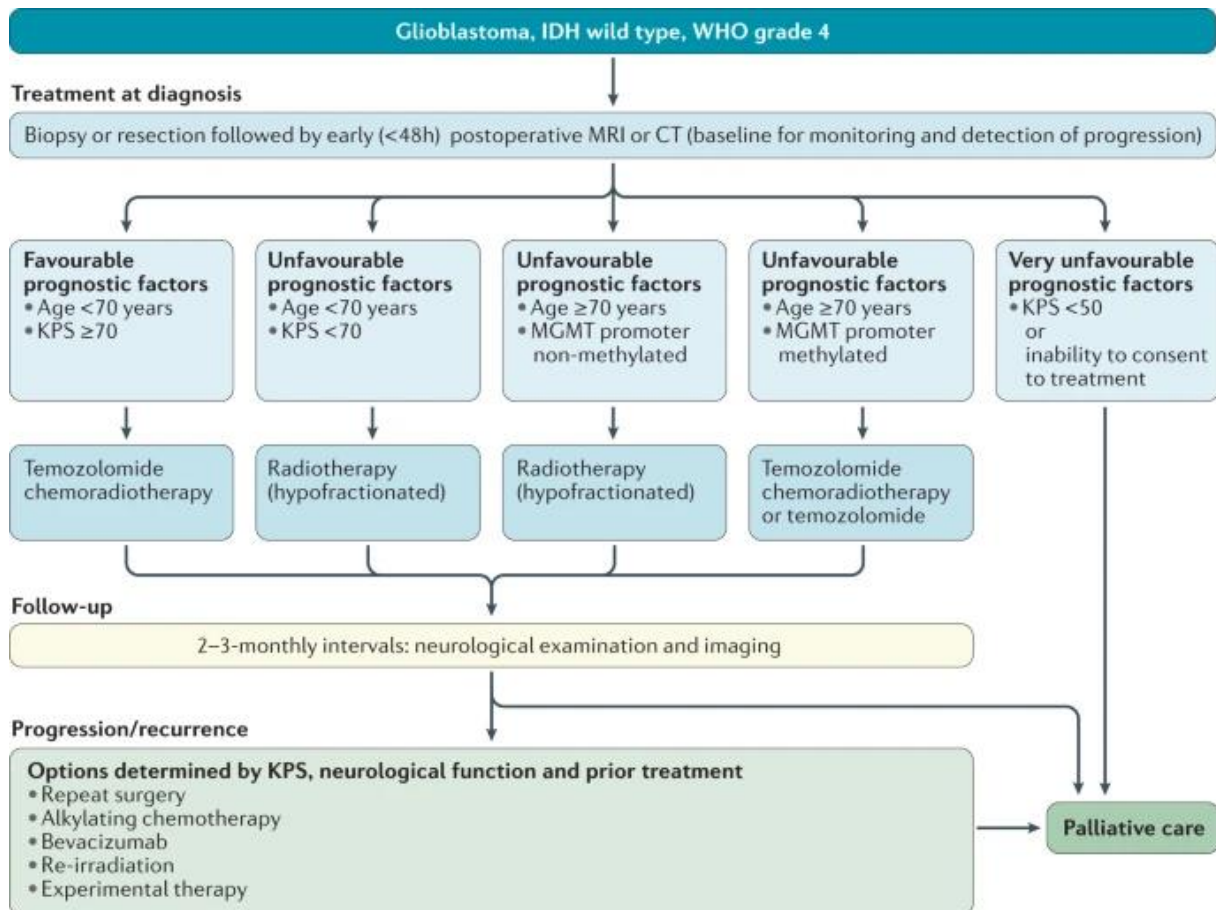 Glioblastoma, IDH wild type, WHO grade 4
Treatment at diagnosis
Biopsy or resection followed by early (<48h) postoperative MRI or CT (baseline for monitoring and detection of progression)
Favourable
prognostic factors
• Age <70 years
• KPS ≥70
Unfavourable
prognostic factors
• Age <70 years
• KPS <70
Unfavourable
prognostic factors
• Age ≥70 years
• MGMT promoter
non-methylated
Unfavourable
prognostic factors
• Age ≥70 years
• MGMT promoter
methylated
Very unfavourable
prognostic factors
• KPS <50
or
inability to consent
to treatment
Temozolomide
chemoradiotherapy
Radiotherapy
(hypofractionated)
Radiotherapy
(hypofractionated)
Temozolomide
chemoradiotherapy
or temozolomide
Follow-up
2–3-monthly intervals: neurological examination and imaging
Progression/recurrence
Options determined by KPS, neurological function and prior treatment
• Repeat surgery
• Alkylating chemotherapy
• Bevacizumab
• Re-irradiation
• Experimental therapy
Palliative care